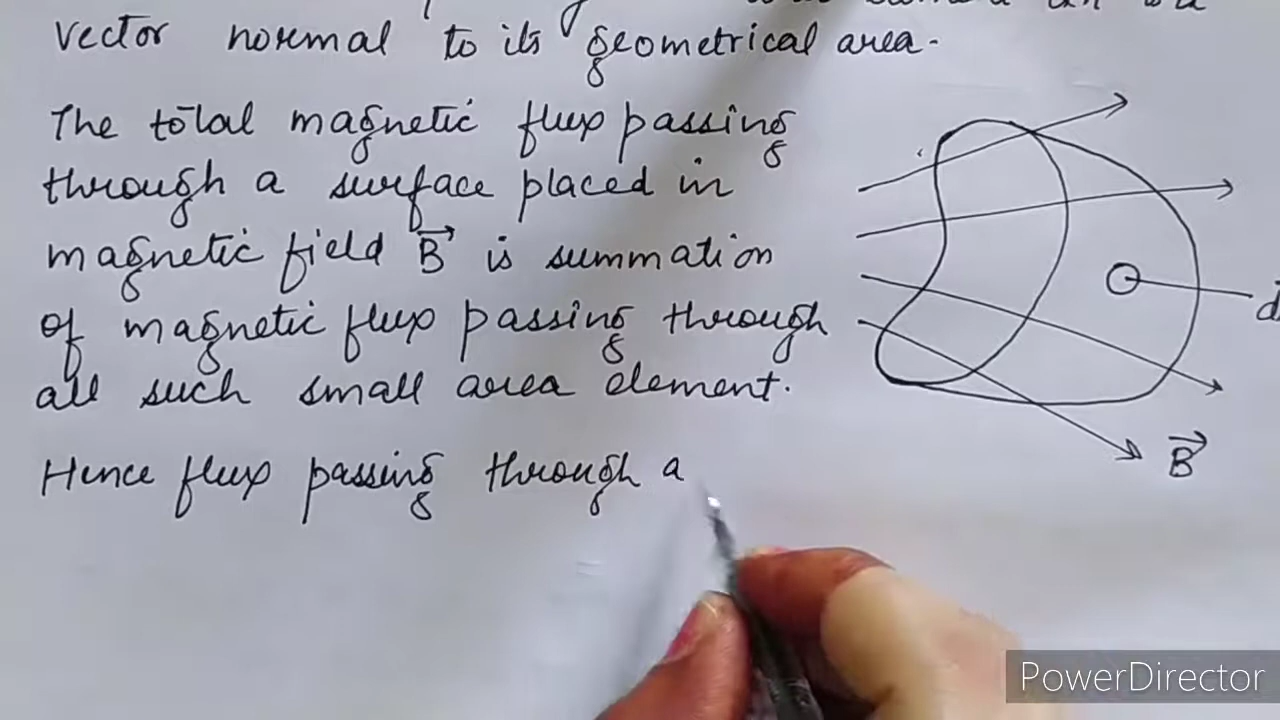 vector normal to its geometrical area.
The total magnetic flux passing
through a surface placed in
magnetic field B⃗ is summation
of magnetic flux passing through
all such small area element.
Hence flux passing through a
d
B⃗
PowerDirector